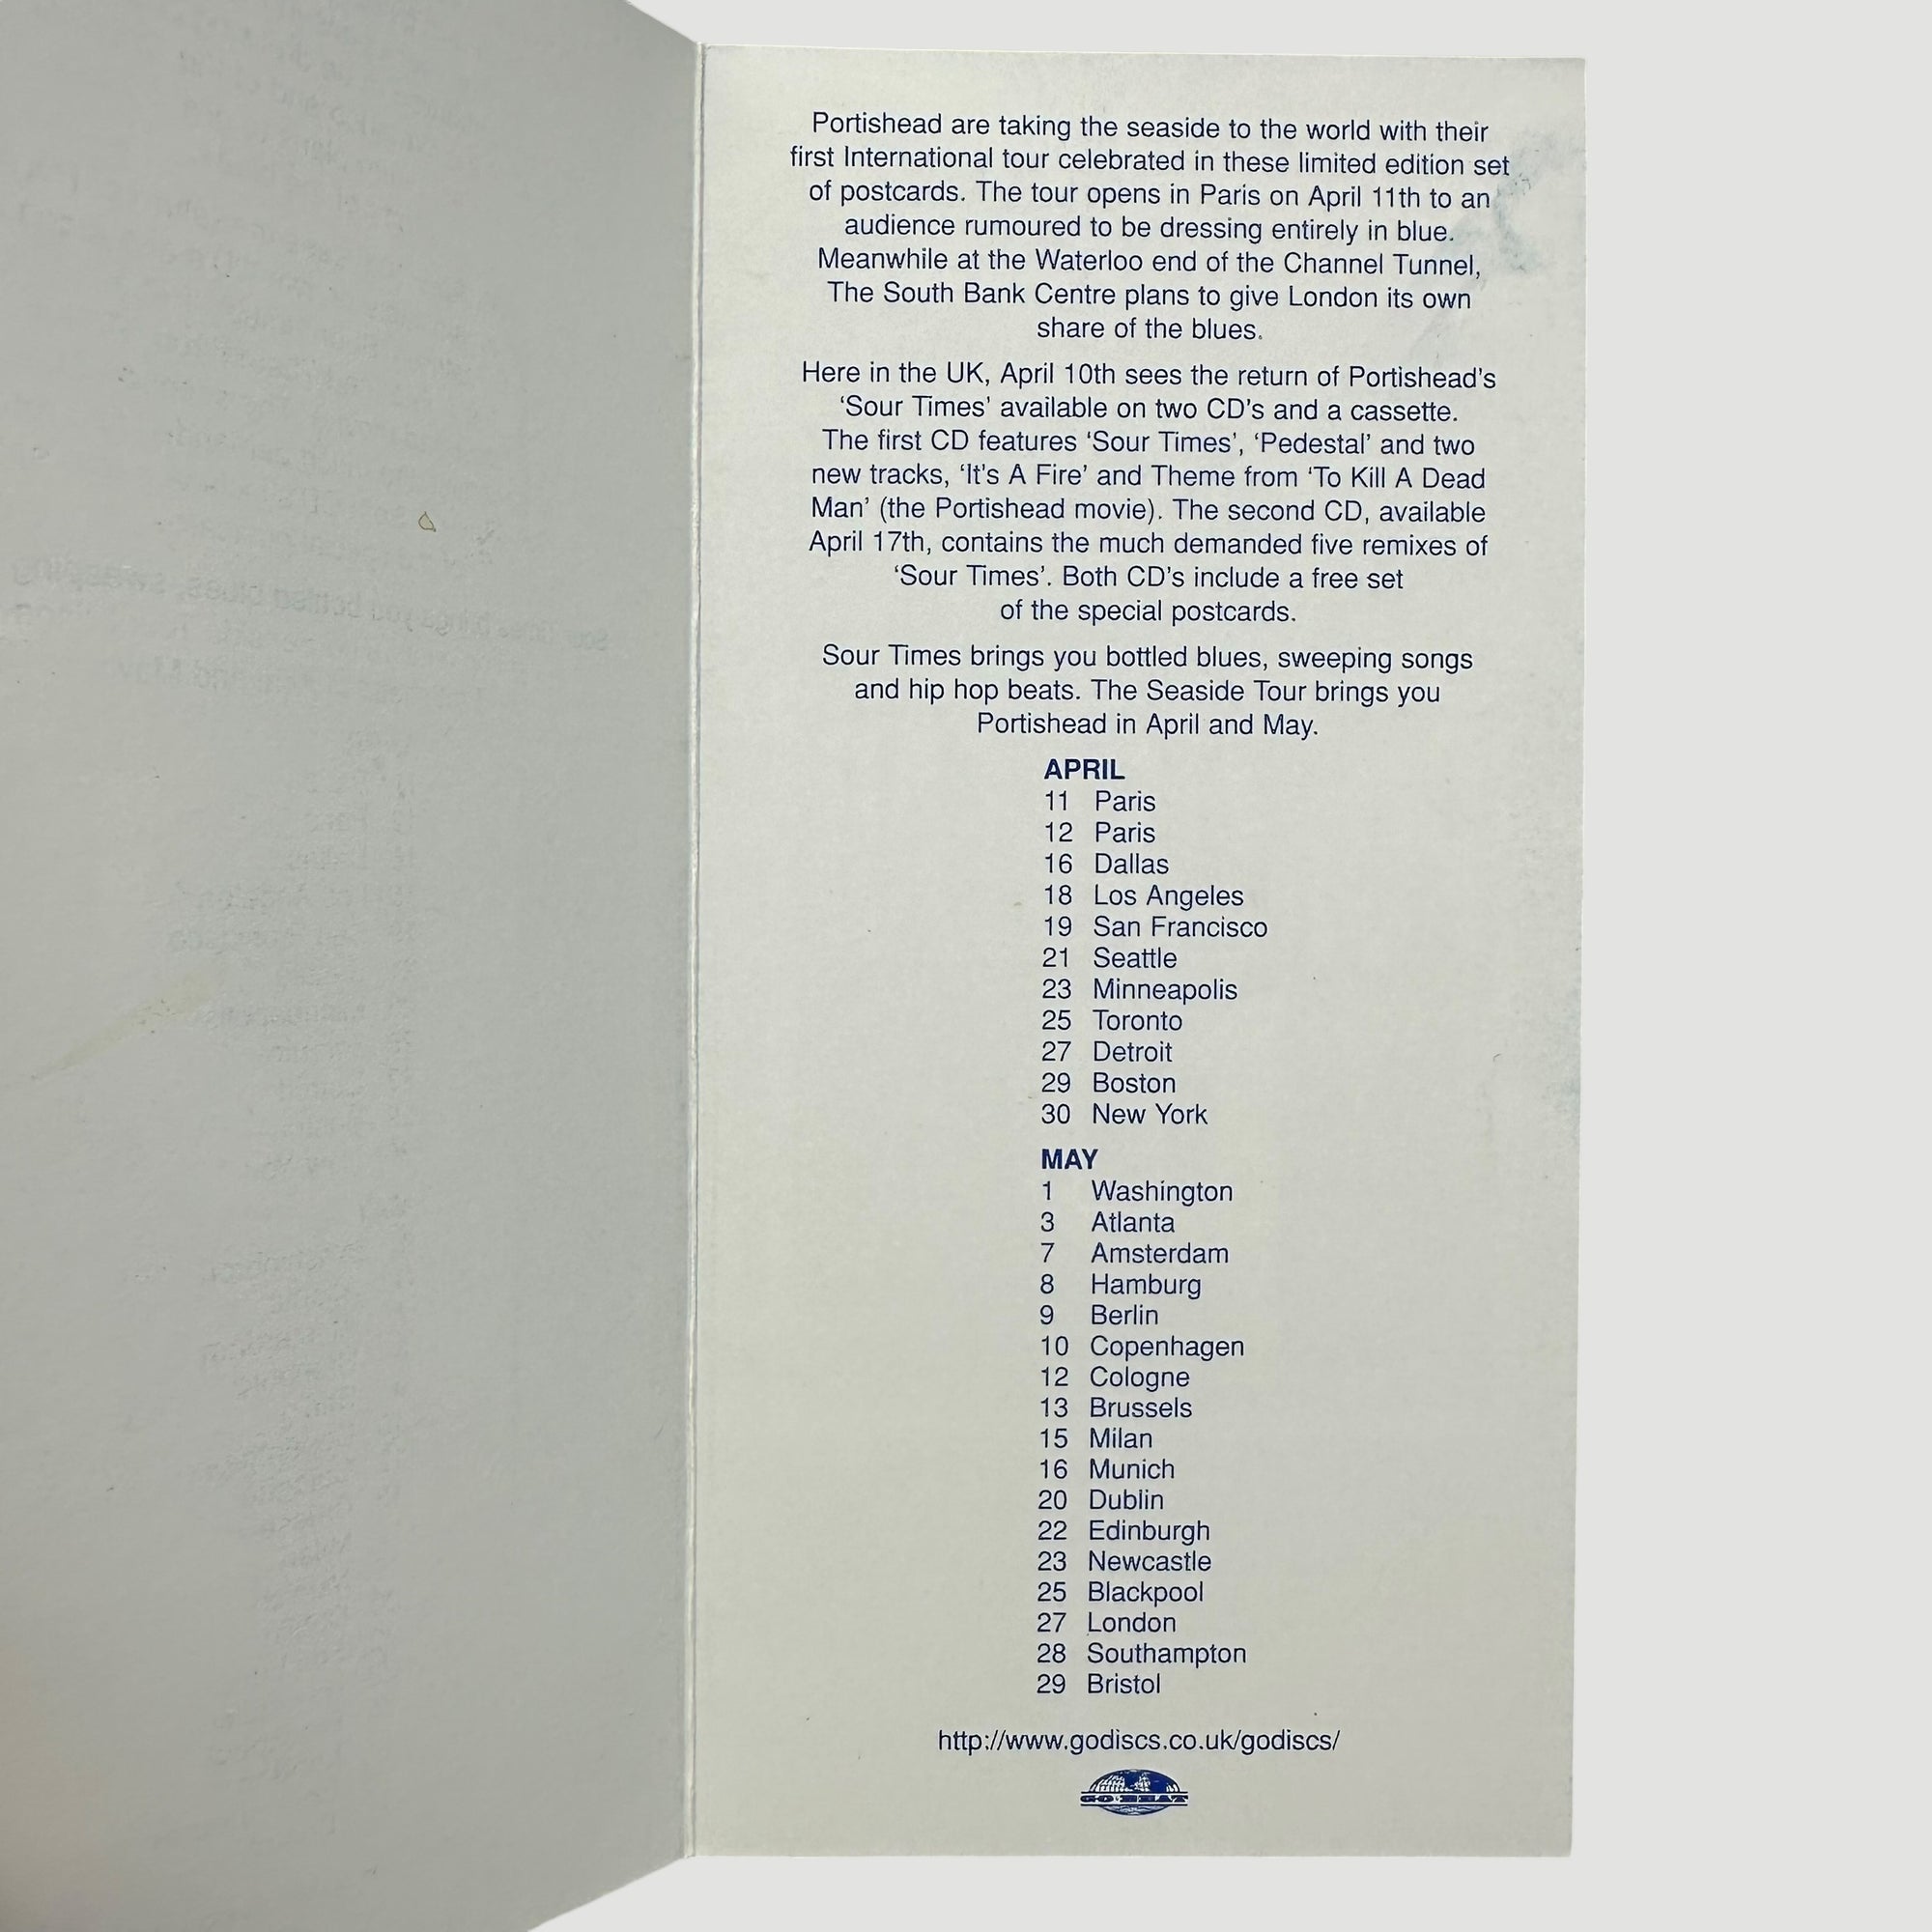 Portishead are taking the seaside to the world with their
first International tour celebrated in these limited edition set
of postcards. The tour opens in Paris on April 11th to an
audience rumoured to be dressing entirely in blue.
Meanwhile at the Waterloo end of the Channel Tunnel,
The South Bank Centre plans to give London its own
share of the blues.
Here in the UK, April 10th sees the return of Portishead's
‘Sour Times’ available on two CD's and a cassette.
The first CD features ‘Sour Times’, ‘Pedestal’ and two
new tracks, ‘It's A Fire’ and Theme from ‘To Kill A Dead
Man’ (the Portishead movie). The second CD, available
April 17th, contains the much demanded five remixes of
‘Sour Times’. Both CD's include a free set
of the special postcards.
Sour Times brings you bottled blues, sweeping songs
and hip hop beats. The Seaside Tour brings you
Portishead in April and May.
APRIL
11 Paris
12 Paris
16 Dallas
18 Los Angeles
19 San Francisco
21 Seattle
23 Minneapolis
25 Toronto
27 Detroit
29 Boston
30 New York
MAY
1 Washington
3 Atlanta
7 Amsterdam
8 Hamburg
9 Berlin
10 Copenhagen
12 Cologne
13 Brussels
15 Milan
16 Munich
20 Dublin
22 Edinburgh
23 Newcastle
25 Blackpool
27 London
28 Southampton
29 Bristol
http://www.godiscs.co.uk/godiscs/
GO·BEAT